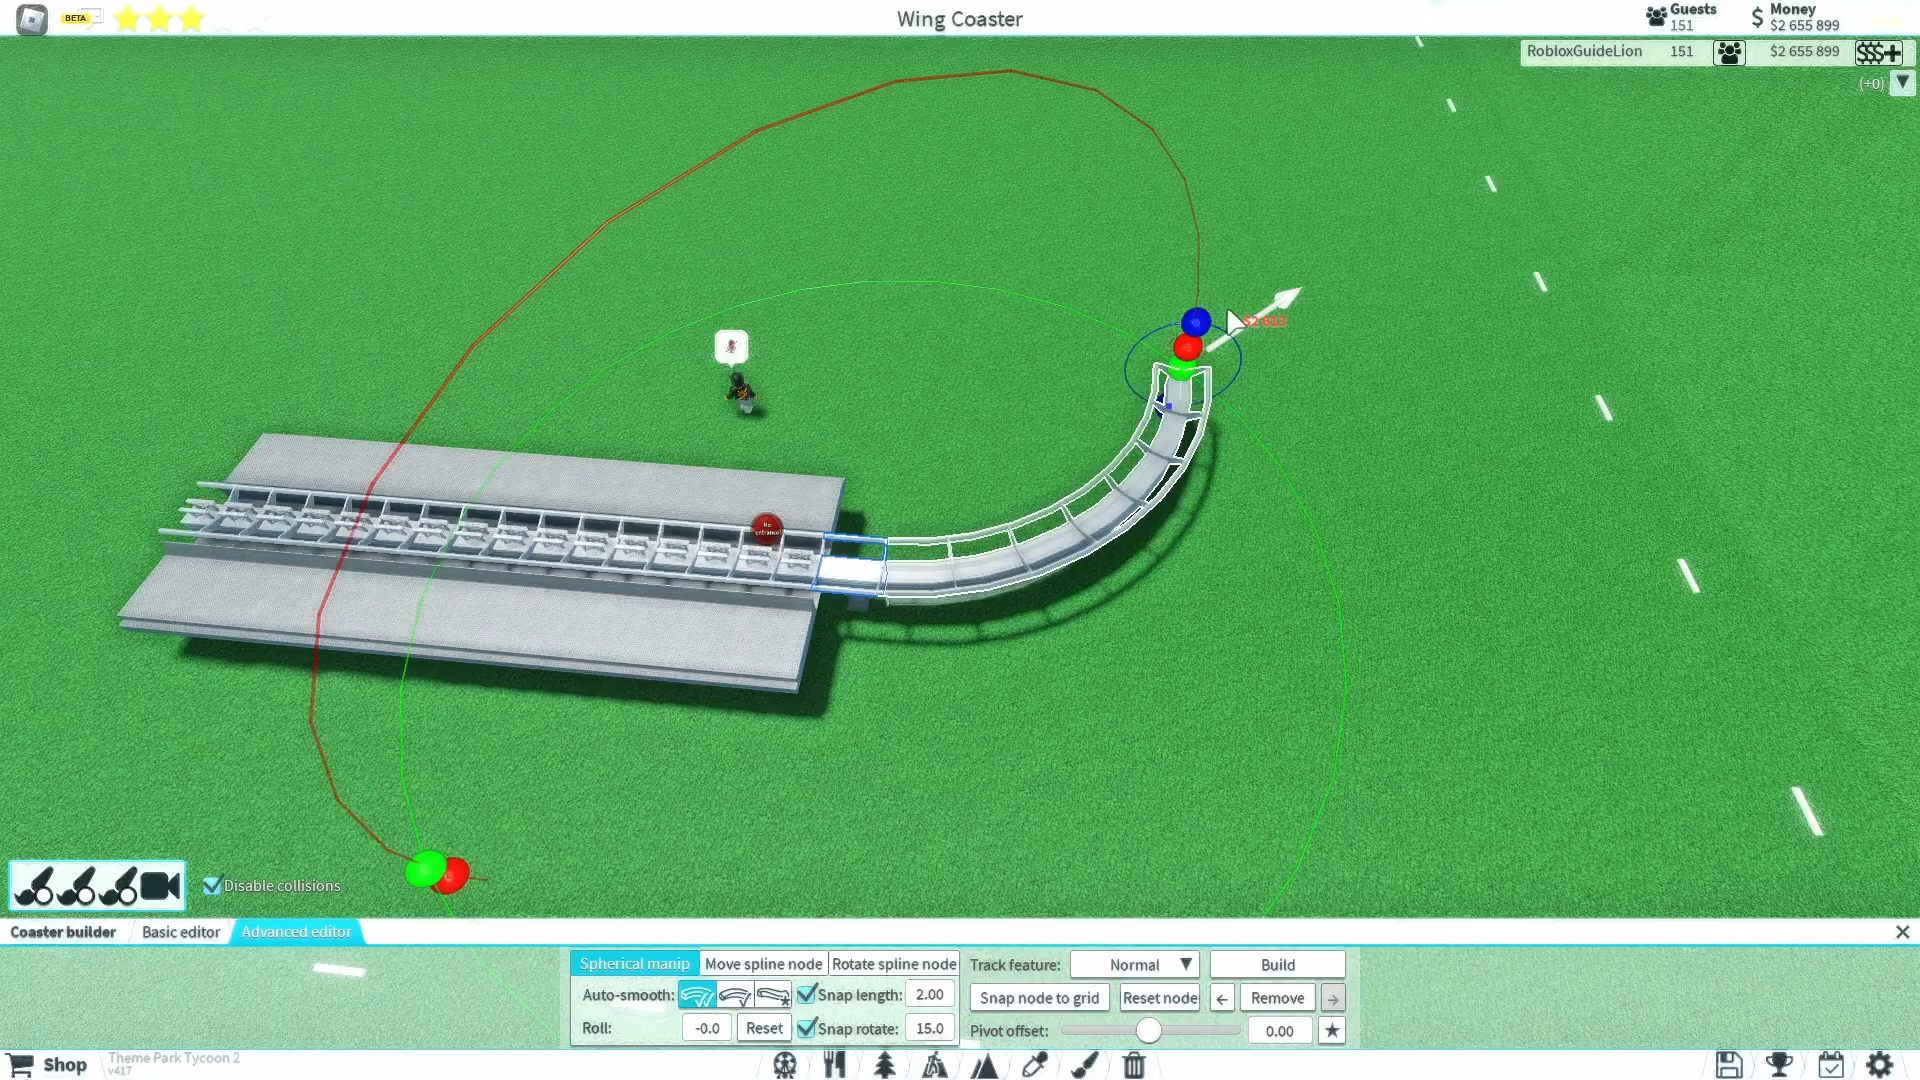 BETA
Wing Coaster
Guests
151
$ Money
$2 655 899
RobloxGuideLion 151 $2 655 899
$$$+
(+0)
No entrance!
Disable collisions
Coaster builder Basic editor Advanced editor
Spherical manip Move spline node Rotate spline node Track feature: Normal Build
Auto-smooth: Snap length: 2.00 Snap node to grid Reset node ← Remove →
Roll: -0.0 Reset Snap rotate: 15.0 Pivot offset: 0.00
Shop
Theme Park Tycoon 2
v417